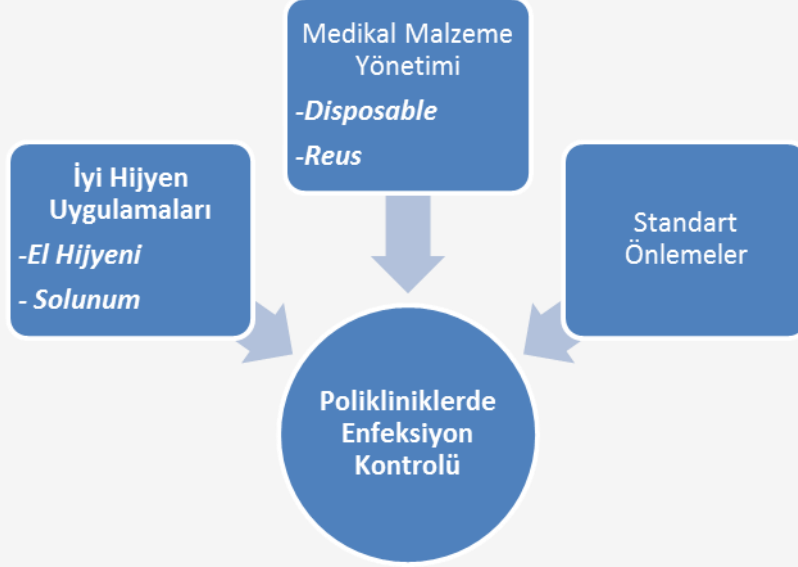 Medikal Malzeme
Yönetimi
-Disposable
-Reus
İyi Hijyen
Uygulamaları
-El Hijyeni
- Solunum
Standart
Önlemeler
Polikliniklerde
Enfeksiyon
Kontrolü